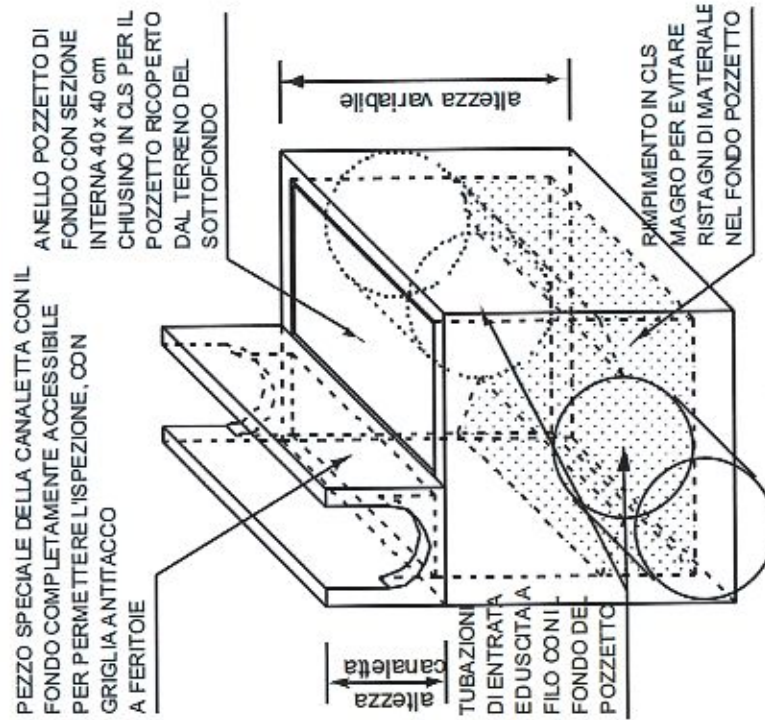 PEZZO SPECIALE DELLA CANALETTA CON IL
FONDO COMPLETAMENTE ACCESSIBILE
PER PERMETTERE L'ISPEZIONE, CON
GRIGLIA ANTITACCO
A FERITOIE
ANELLO POZZETTO DI
FONDO CON SEZIONE
INTERNA 40 x 40 cm
CHIUSINO IN CLS PER IL
POZZETTO RICOPERTO
DAL TERRENO DEL
SOTTOFONDO
altezza variabile
altezza
canaletta
TUBAZIONI
DI ENTRATA
ED USCITA A
FILO CON IL
FONDO DEL
POZZETTO
RIMPIMENTO IN CLS
MAGRO PER EVITARE
RISTAGNI DI MATERIALE
NEL FONDO POZZETTO